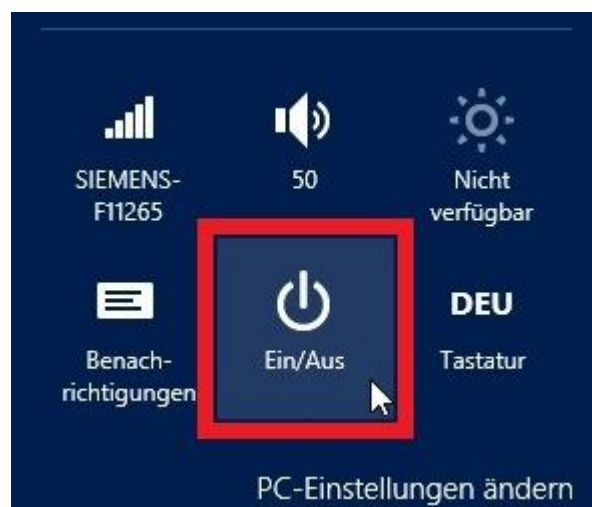 SIEMENS-
F11265
50
Nicht
verfügbar
Benach-
richtigungen
Ein/Aus
DEU
Tastatur
PC-Einstellungen ändern